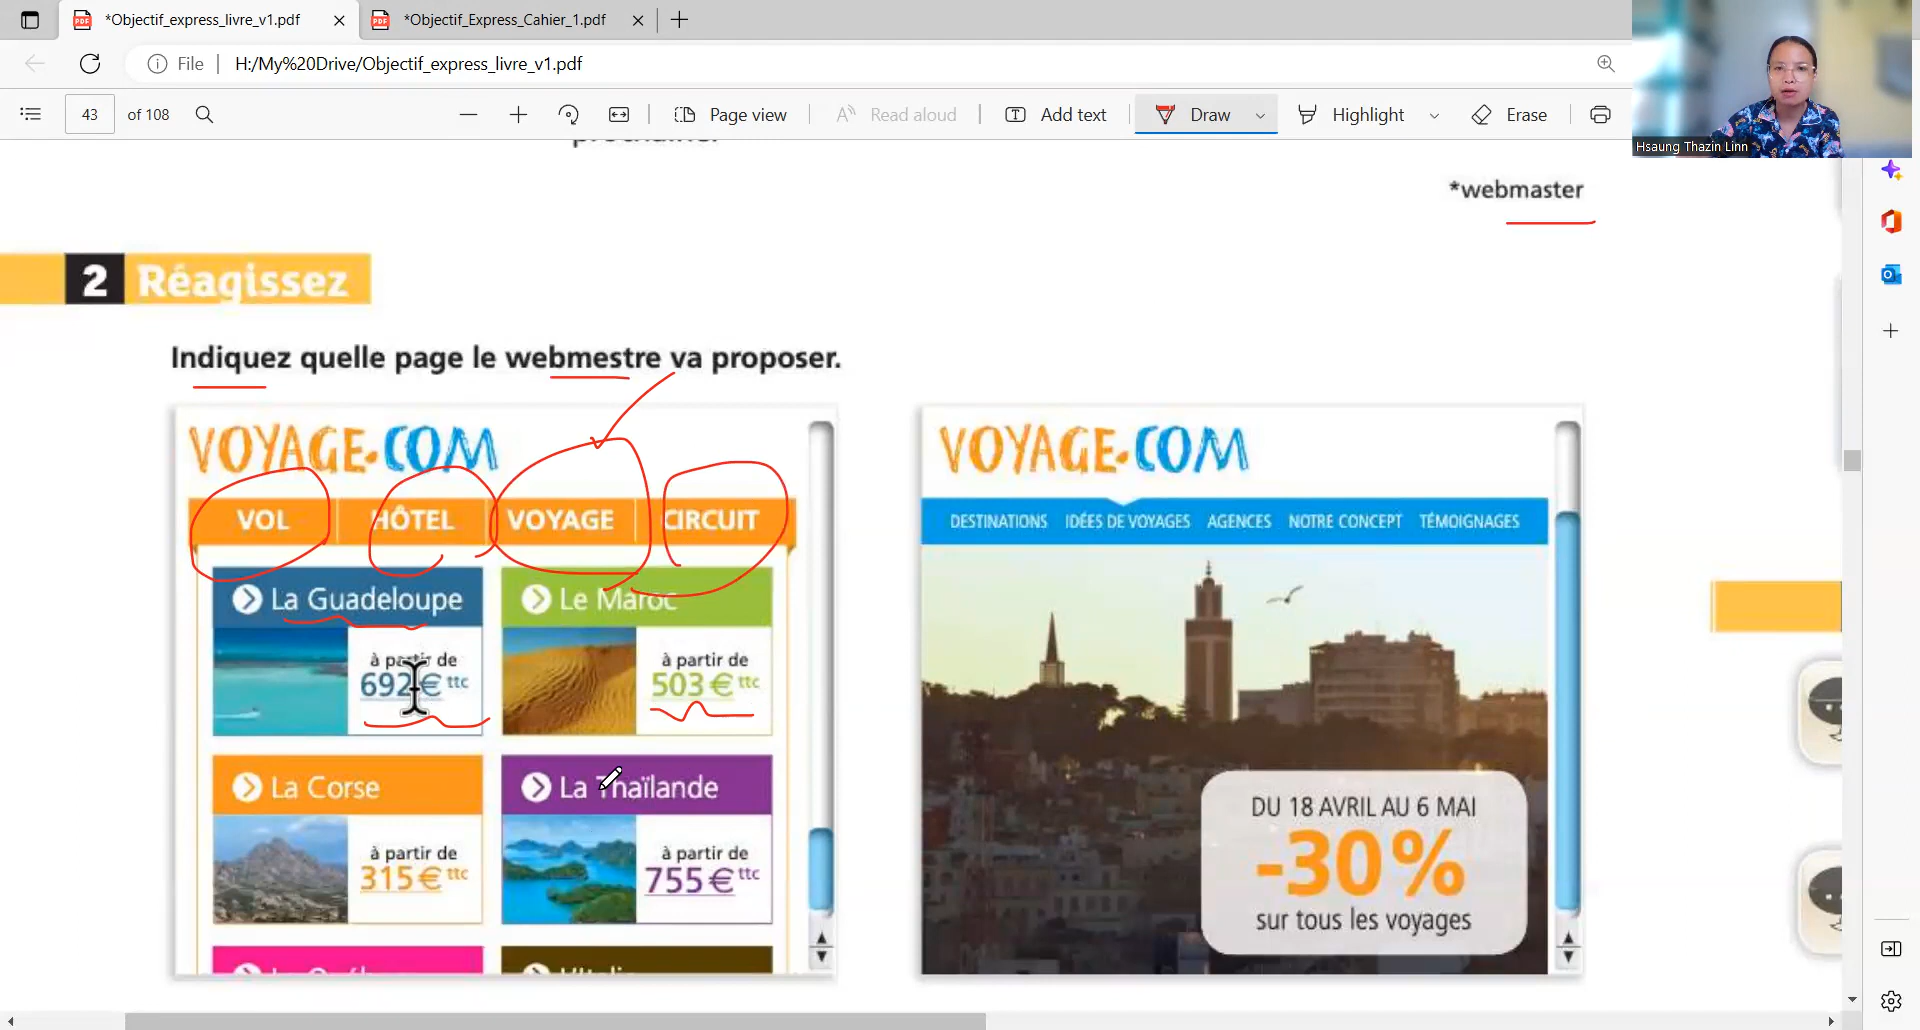 *Objectif_express_livre_v1.pdf
*Objectif_Express_Cahier_1.pdf
File
H:/My%20Drive/Objectif_express_livre_v1.pdf
43 of 108
Page view
Read aloud
Add text
Draw
Highlight
Erase
Hsaung Thazin Linn
*webmaster
2 Réagissez
Indiquez quelle page le webmestre va proposer.
VOYAGE.COM
VOL HÔTEL VOYAGE CIRCUIT
La Guadeloupe
à partir de
692 € ttc
Le Maroc
à partir de
503 € ttc
La Corse
à partir de
315 € ttc
La Thaïlande
à partir de
755 € ttc
VOYAGE.COM
DESTINATIONS IDÉES DE VOYAGES AGENCES NOTRE CONCEPT TÉMOIGNAGES
DU 18 AVRIL AU 6 MAI
-30%
sur tous les voyages